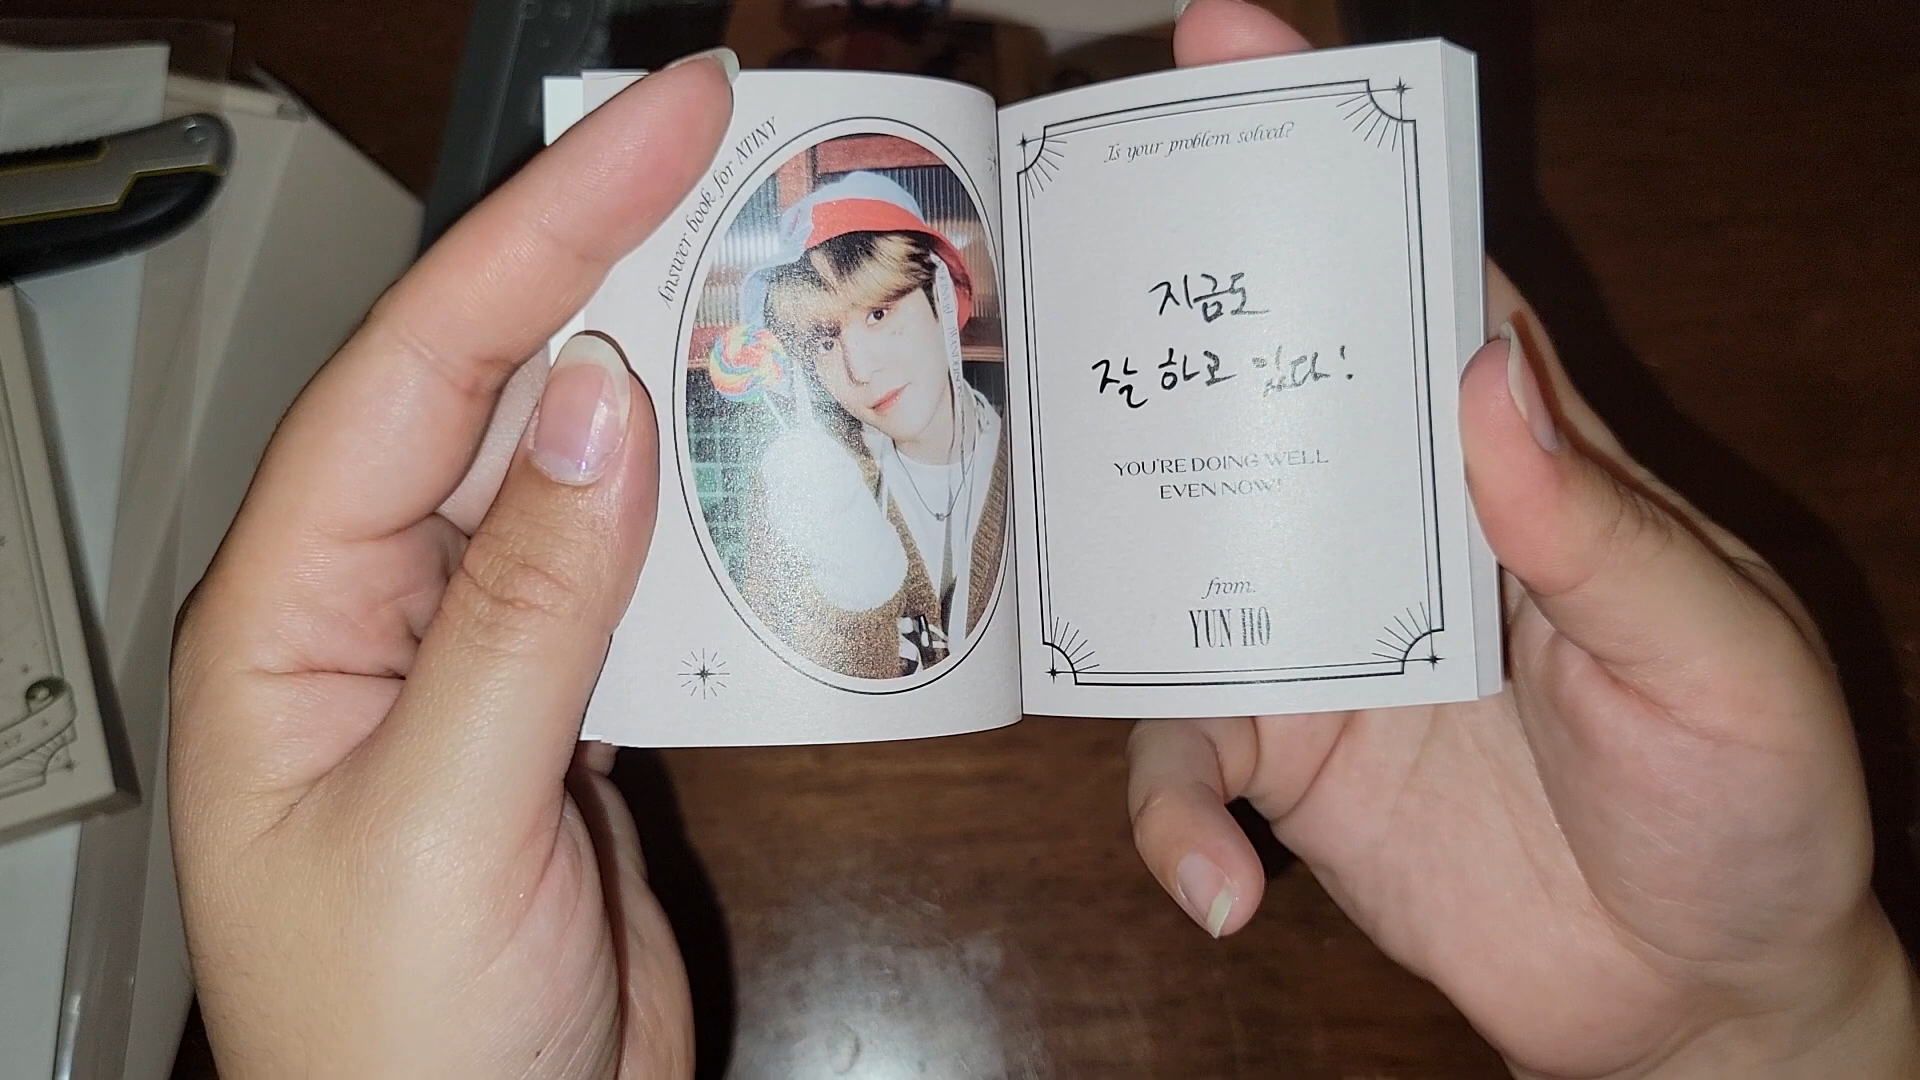 Answer book for ATINY
Is your problem solved?
지금도
잘 하고 있다!
YOU'RE DOING WELL
EVEN NOW!
from.
YUN HO